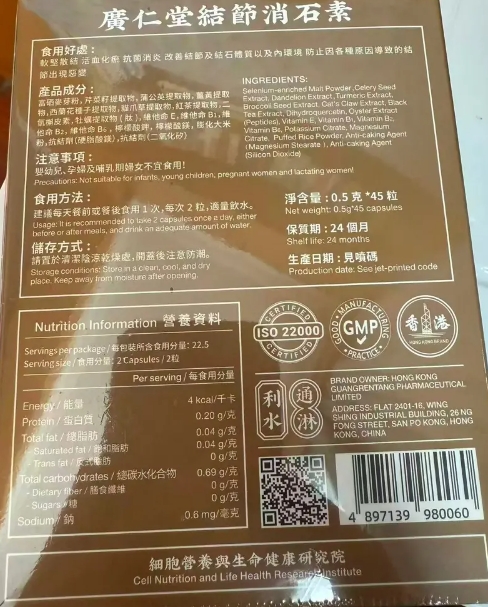 廣仁堂結節消石素
食用好處：
軟堅散結 活血化瘀 抗菌消炎 改善結節及結石體質以及內環境 防止因各種原因導致的結
節出現惡變
產品成分：
富硒麥芽粉，芹菜籽提取物，蒲公英提取物，薑黃提取
物，西蘭花種子提取物，貓爪草提取物，紅茶提取物，二
氫槲皮素，牡蠣提取物（肽），維他命E，維他命B₁，維
他命B₂，維他命B₆，檸檬酸鉀，檸檬酸鎂，膨化大米
粉，抗結劑（硬脂酸鎂），抗結劑（二氧化矽）
INGREDIENTS:
Selenium-enriched Malt Powder, Celery Seed
Extract, Dandelion Extract, Turmeric Extract,
Broccoli Seed Extract, Cat's Claw Extract, Black
Tea Extract, Dihydroquercetin, Oyster Extract
(Peptides), Vitamin E, Vitamin B₁, Vitamin B₂,
Vitamin B₆, Potassium Citrate, Magnesium
Citrate, Puffed Rice Powder, Anti-caking Agent
(Magnesium Stearate), Anti-caking Agent
(Silicon Dioxide)
注意事項：
嬰幼兒、孕婦及哺乳期婦女不宜食用！
Precautions: Not suitable for infants, young children, pregnant women and lactating women!
食用方法：
建議每天餐前或餐後食用1次，每次2粒，適量飲水。
Usage: It is recommended to take 2 capsules once a day, either
before or after meals, and drink an adequate amount of water.
儲存方式：
請置於清潔陰涼乾燥處，開蓋後注意防潮。
Storage conditions: Store in a clean, cool, and dry
place. Keep away from moisture after opening.
淨含量：0.5克*45粒
Net weight: 0.5g*45 capsules
保質期：24個月
Shelf life: 24 months
生產日期：見噴碼
Production date: See jet-printed code
Nutrition Information 營養資料
Servings per package/每包裝所含食用分量：22.5
Serving size/食用分量：2 Capsules/2粒
Per serving/每食用分量
Energy/能量 4 kcal/千卡
Protein/蛋白質 0.20 g/克
Total fat/總脂肪 0.04 g/克
- Saturated fat/飽和脂肪 0.04 g/克
- Trans fat/反式脂肪 0 g/克
Total carbohydrates/總碳水化合物 0.69 g/克
- Dietary fiber/膳食纖維 0 g/克
- Sugars/糖 0 g/克
Sodium/鈉 0.6 mg/毫克
CERTIFIED
ISO 22000
CERTIFIED
GOOD MANUFACTURING
GMP
PRACTICE
香港
HONG KONG BRAND
利水
通淋
BRAND OWNER: HONG KONG
GUANGRENTANG PHARMACEUTICAL
LIMITED
ADDRESS: FLAT 2401-16, WING
SHING INDUSTRIAL BUILDING, 26 NG
FONG STREET, SAN PO KONG, HONG
KONG, CHINA
4 897139 980060
細胞營養與生命健康研究院
Cell Nutrition and Life Health Research Institute